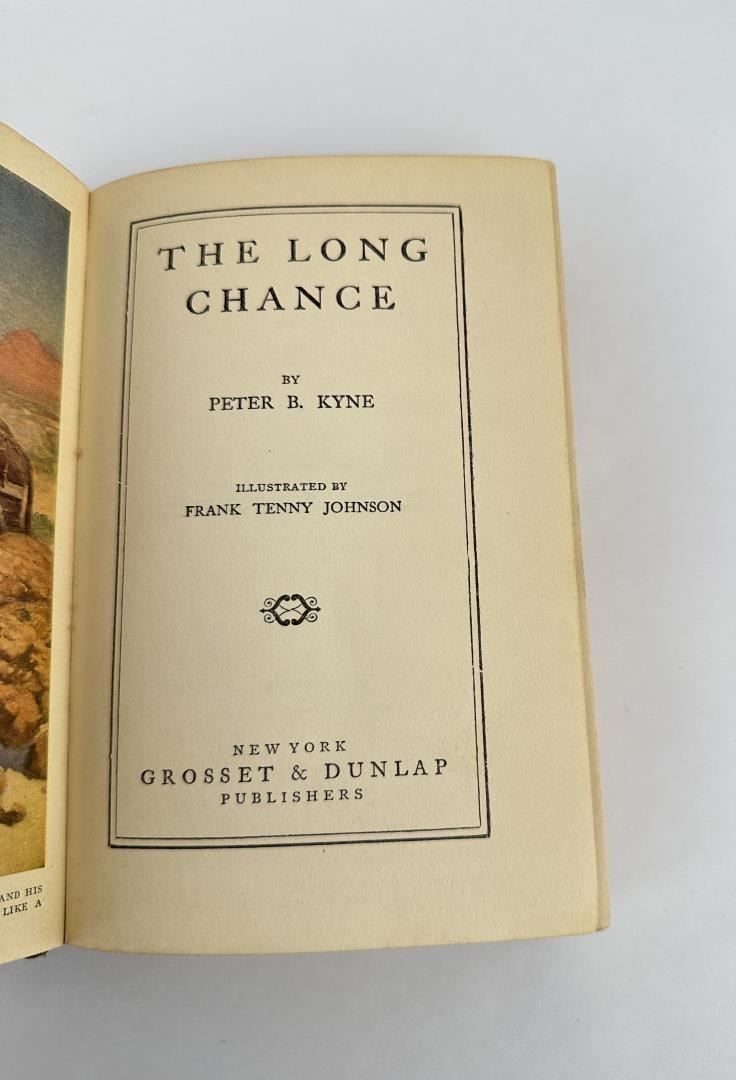 THE LONG
CHANCE
BY
PETER B. KYNE
ILLUSTRATED BY
FRANK TENNY JOHNSON
NEW YORK
GROSSET & DUNLAP
PUBLISHERS
AND HIS
LIKE A